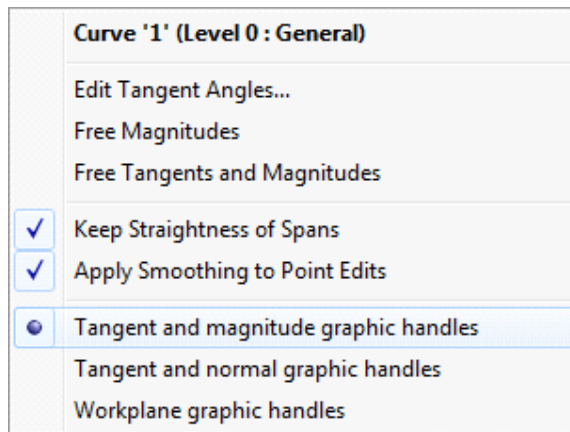 Curve '1' (Level 0 : General)
Edit Tangent Angles...
Free Magnitudes
Free Tangents and Magnitudes
Keep Straightness of Spans
Apply Smoothing to Point Edits
Tangent and magnitude graphic handles
Tangent and normal graphic handles
Workplane graphic handles